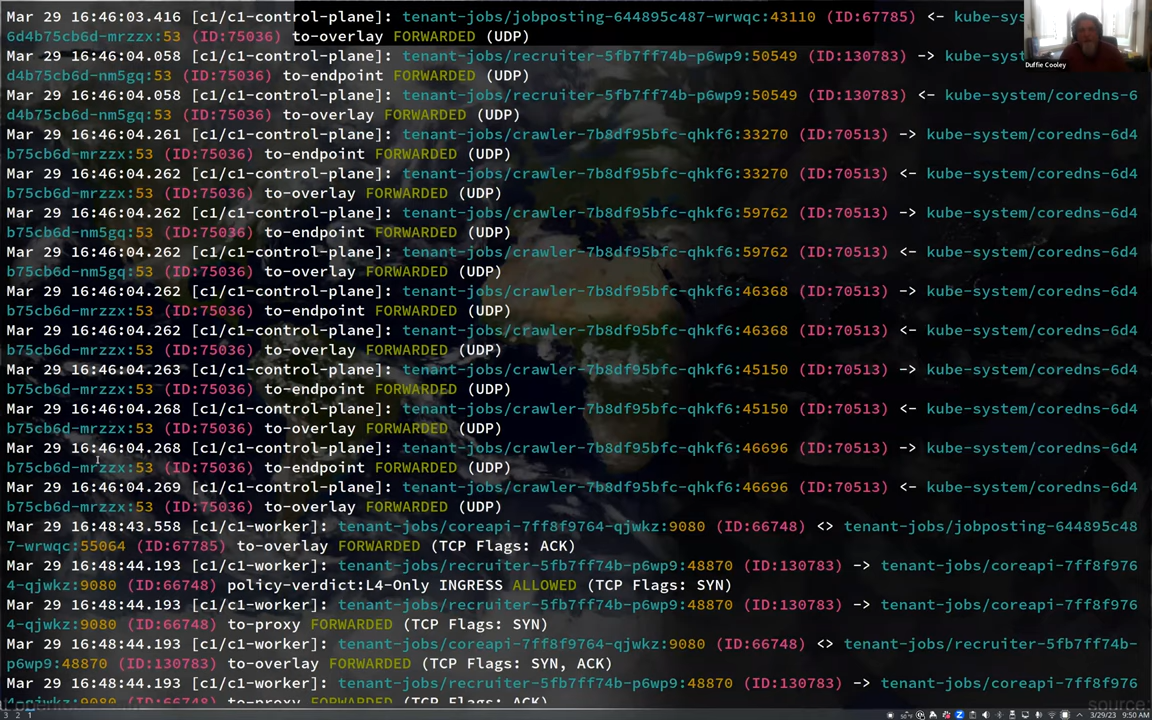 Mar 29 16:46:03.416 [c1/c1-control-plane]: tenant-jobs/jobposting-644895c487-wrwqc:43110 (ID:67785) <- kube-sys
6d4b75cb6d-mrzzx:53 (ID:75036) to-overlay FORWARDED (UDP)
Mar 29 16:46:04.058 [c1/c1-control-plane]: tenant-jobs/recruiter-5fb7ff74b-p6wp9:50549 (ID:130783) -> kube-syst
d4b75cb6d-nm5gq:53 (ID:75036) to-endpoint FORWARDED (UDP)
Duffie Cooley
Mar 29 16:46:04.058 [c1/c1-control-plane]: tenant-jobs/recruiter-5fb7ff74b-p6wp9:50549 (ID:130783) <- kube-system/coredns-6
d4b75cb6d-nm5gq:53 (ID:75036) to-overlay FORWARDED (UDP)
Mar 29 16:46:04.261 [c1/c1-control-plane]: tenant-jobs/crawler-7b8df95bfc-qhkf6:33270 (ID:70513) -> kube-system/coredns-6d4
b75cb6d-mrzzx:53 (ID:75036) to-endpoint FORWARDED (UDP)
Mar 29 16:46:04.262 [c1/c1-control-plane]: tenant-jobs/crawler-7b8df95bfc-qhkf6:33270 (ID:70513) <- kube-system/coredns-6d4
b75cb6d-mrzzx:53 (ID:75036) to-overlay FORWARDED (UDP)
Mar 29 16:46:04.262 [c1/c1-control-plane]: tenant-jobs/crawler-7b8df95bfc-qhkf6:59762 (ID:70513) -> kube-system/coredns-6d4
b75cb6d-nm5gq:53 (ID:75036) to-endpoint FORWARDED (UDP)
Mar 29 16:46:04.262 [c1/c1-control-plane]: tenant-jobs/crawler-7b8df95bfc-qhkf6:59762 (ID:70513) <- kube-system/coredns-6d4
b75cb6d-nm5gq:53 (ID:75036) to-overlay FORWARDED (UDP)
Mar 29 16:46:04.262 [c1/c1-control-plane]: tenant-jobs/crawler-7b8df95bfc-qhkf6:46368 (ID:70513) -> kube-system/coredns-6d4
b75cb6d-mrzzx:53 (ID:75036) to-endpoint FORWARDED (UDP)
Mar 29 16:46:04.262 [c1/c1-control-plane]: tenant-jobs/crawler-7b8df95bfc-qhkf6:46368 (ID:70513) <- kube-system/coredns-6d4
b75cb6d-mrzzx:53 (ID:75036) to-overlay FORWARDED (UDP)
Mar 29 16:46:04.263 [c1/c1-control-plane]: tenant-jobs/crawler-7b8df95bfc-qhkf6:45150 (ID:70513) -> kube-system/coredns-6d4
b75cb6d-mrzzx:53 (ID:75036) to-endpoint FORWARDED (UDP)
Mar 29 16:46:04.268 [c1/c1-control-plane]: tenant-jobs/crawler-7b8df95bfc-qhkf6:45150 (ID:70513) <- kube-system/coredns-6d4
b75cb6d-mrzzx:53 (ID:75036) to-overlay FORWARDED (UDP)
Mar 29 16:46:04.268 [c1/c1-control-plane]: tenant-jobs/crawler-7b8df95bfc-qhkf6:46696 (ID:70513) -> kube-system/coredns-6d4
b75cb6d-mrzzx:53 (ID:75036) to-endpoint FORWARDED (UDP)
Mar 29 16:46:04.269 [c1/c1-control-plane]: tenant-jobs/crawler-7b8df95bfc-qhkf6:46696 (ID:70513) <- kube-system/coredns-6d4
b75cb6d-mrzzx:53 (ID:75036) to-overlay FORWARDED (UDP)
Mar 29 16:48:43.558 [c1/c1-worker]: tenant-jobs/coreapi-7ff8f9764-qjwkz:9080 (ID:66748) <> tenant-jobs/jobposting-644895c48
7-wrwqc:55064 (ID:67785) to-overlay FORWARDED (TCP Flags: ACK)
Mar 29 16:48:44.193 [c1/c1-worker]: tenant-jobs/recruiter-5fb7ff74b-p6wp9:48870 (ID:130783) -> tenant-jobs/coreapi-7ff8f976
4-qjwkz:9080 (ID:66748) policy-verdict:L4-Only INGRESS ALLOWED (TCP Flags: SYN)
Mar 29 16:48:44.193 [c1/c1-worker]: tenant-jobs/recruiter-5fb7ff74b-p6wp9:48870 (ID:130783) -> tenant-jobs/coreapi-7ff8f976
4-qjwkz:9080 (ID:66748) to-proxy FORWARDED (TCP Flags: SYN)
Mar 29 16:48:44.193 [c1/c1-worker]: tenant-jobs/coreapi-7ff8f9764-qjwkz:9080 (ID:66748) <> tenant-jobs/recruiter-5fb7ff74b-
p6wp9:48870 (ID:130783) to-overlay FORWARDED (TCP Flags: SYN, ACK)
Mar 29 16:48:44.193 [c1/c1-worker]: tenant-jobs/recruiter-5fb7ff74b-p6wp9:48870 (ID:130783) -> tenant-jobs/coreapi-7ff8f976
4-qjwkz:9080 (ID:66748) to-proxy FORWARDED (TCP Flags: ACK)
source
3 2 1
3/29/23 9:50 AM